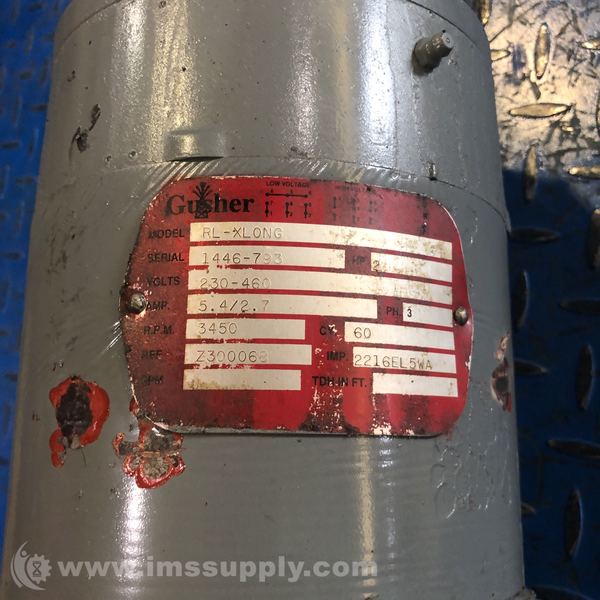 LOW VOLTAGE
Gusher
MODEL RL-XLONG
SERIAL 1446-793 HP 2
VOLTS 230-460
AMP. 5.4/2.7 PH. 3
R.P.M. 3450 CY. 60
REF. Z300068 IMP. 2216EL5WA
GPM TDH IN FT.
www.imssupply.com